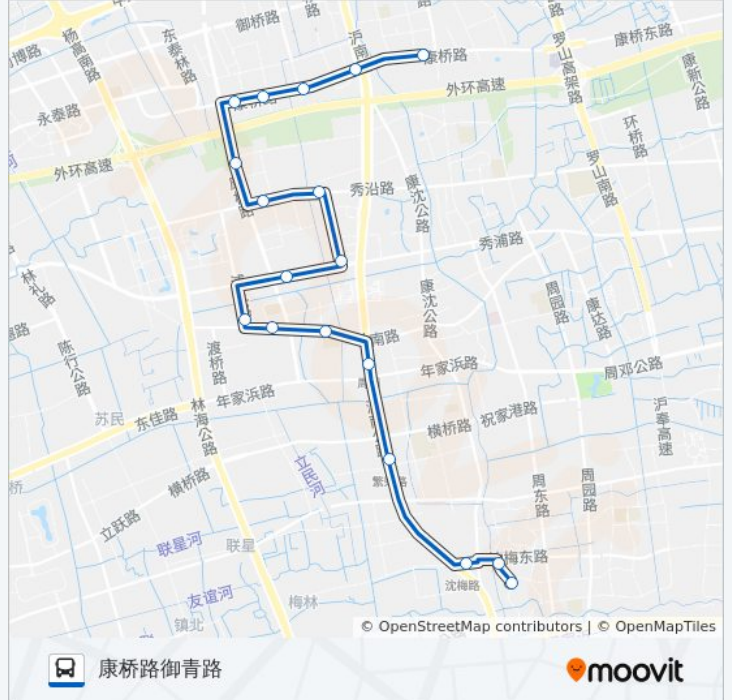 御桥路
沪南
杨高南路
东泰林路
康桥路
罗山高架路
康桥东路
康新公路
外环高速
永泰路
环桥路
罗山南路
外环高速
秀沿路
康沈公路
秀浦路
林礼路
康沈公路
周园路
康达路
陈行公路
渡桥路
南路
年家浜路
周邓公路
年家浜路
林海公路
苏民
东佳路
祝家港路
沪奉高速
横桥路
横桥路
立民河
周东路
周园路
立跃路
联星河
联星
梅东路
沈梅路
友谊河
梅林
镇北
© OpenStreetMap contributors | © OpenMapTiles
康桥路御青路
moovit